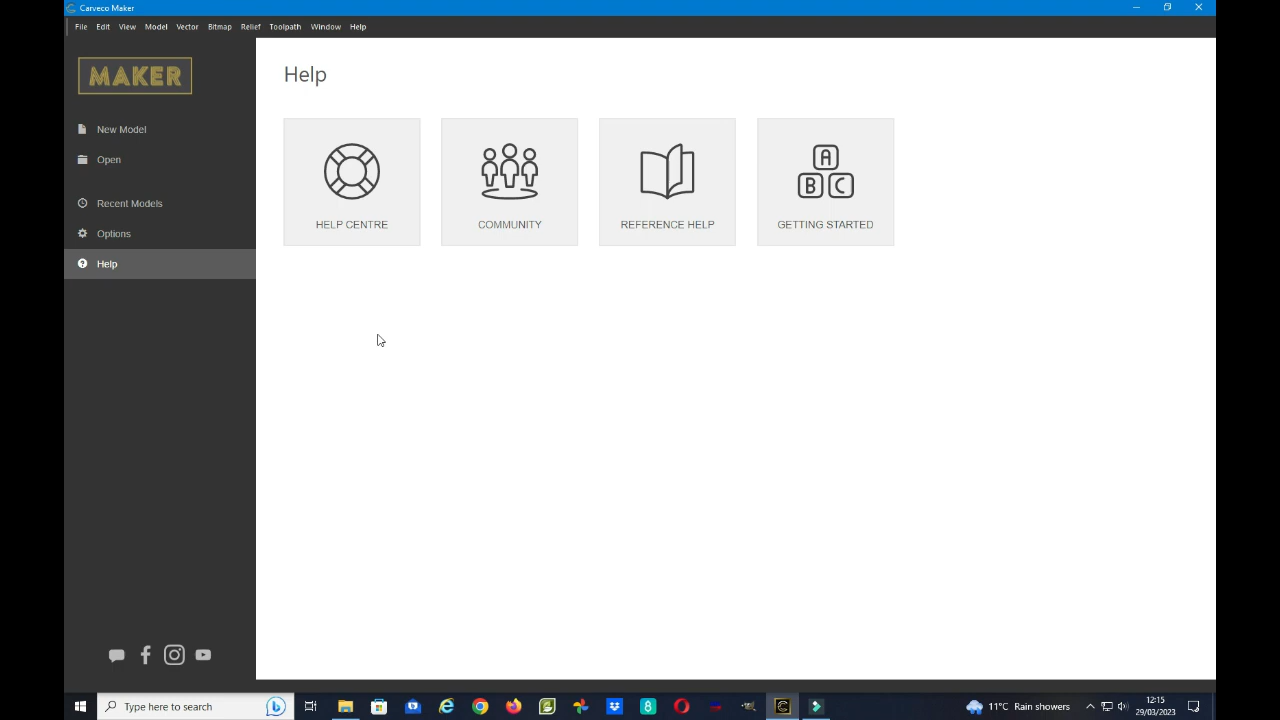 Carveco Maker
File Edit View Model Vector Bitmap Relief Toolpath Window Help
MAKER
New Model
Open
Recent Models
Options
Help
Help
HELP CENTRE
COMMUNITY
A
B C
REFERENCE HELP
GETTING STARTED
Type here to search
11°C Rain showers
12:15
29/03/2023